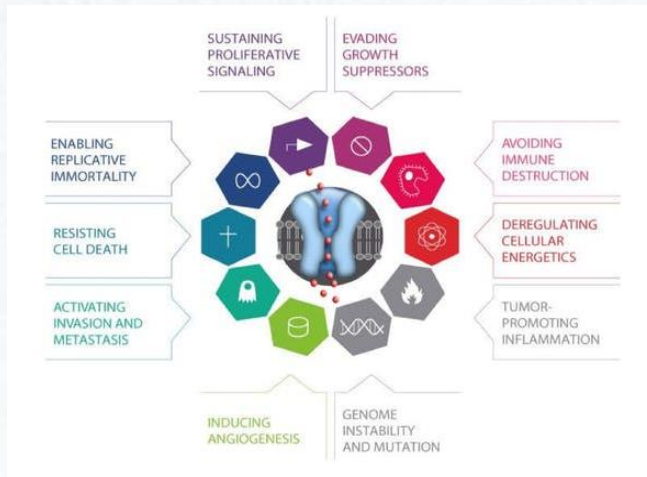 SUSTAINING
PROLIFERATIVE
SIGNALING
EVADING
GROWTH
SUPPRESSORS
ENABLING
REPLICATIVE
IMMORTALITY
AVOIDING
IMMUNE
DESTRUCTION
RESISTING
CELL DEATH
DEREGULATING
CELLULAR
ENERGETICS
ACTIVATING
INVASION AND
METASTASIS
TUMOR-
PROMOTING
INFLAMMATION
INDUCING
ANGIOGENESIS
GENOME
INSTABILITY
AND MUTATION